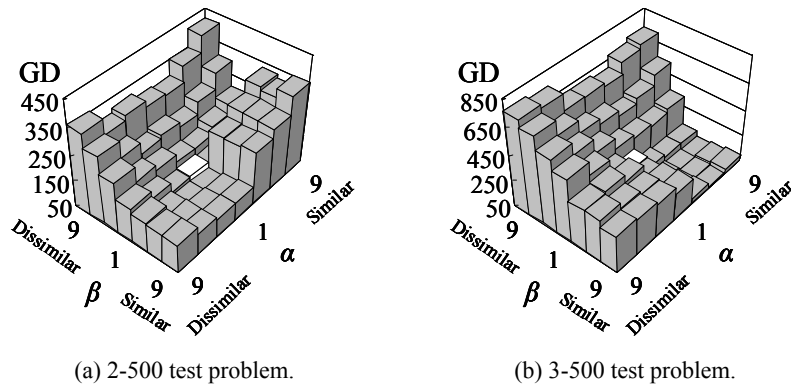 GD
450
350
250
150
50
9
Dissimilar
1
β
9
Similar
9
Dissimilar
1
α
9
Similar
(a) 2-500 test problem.
GD
850
650
450
250
50
9
Dissimilar
1
β
9
Similar
9
Dissimilar
1
α
9
Similar
(b) 3-500 test problem.